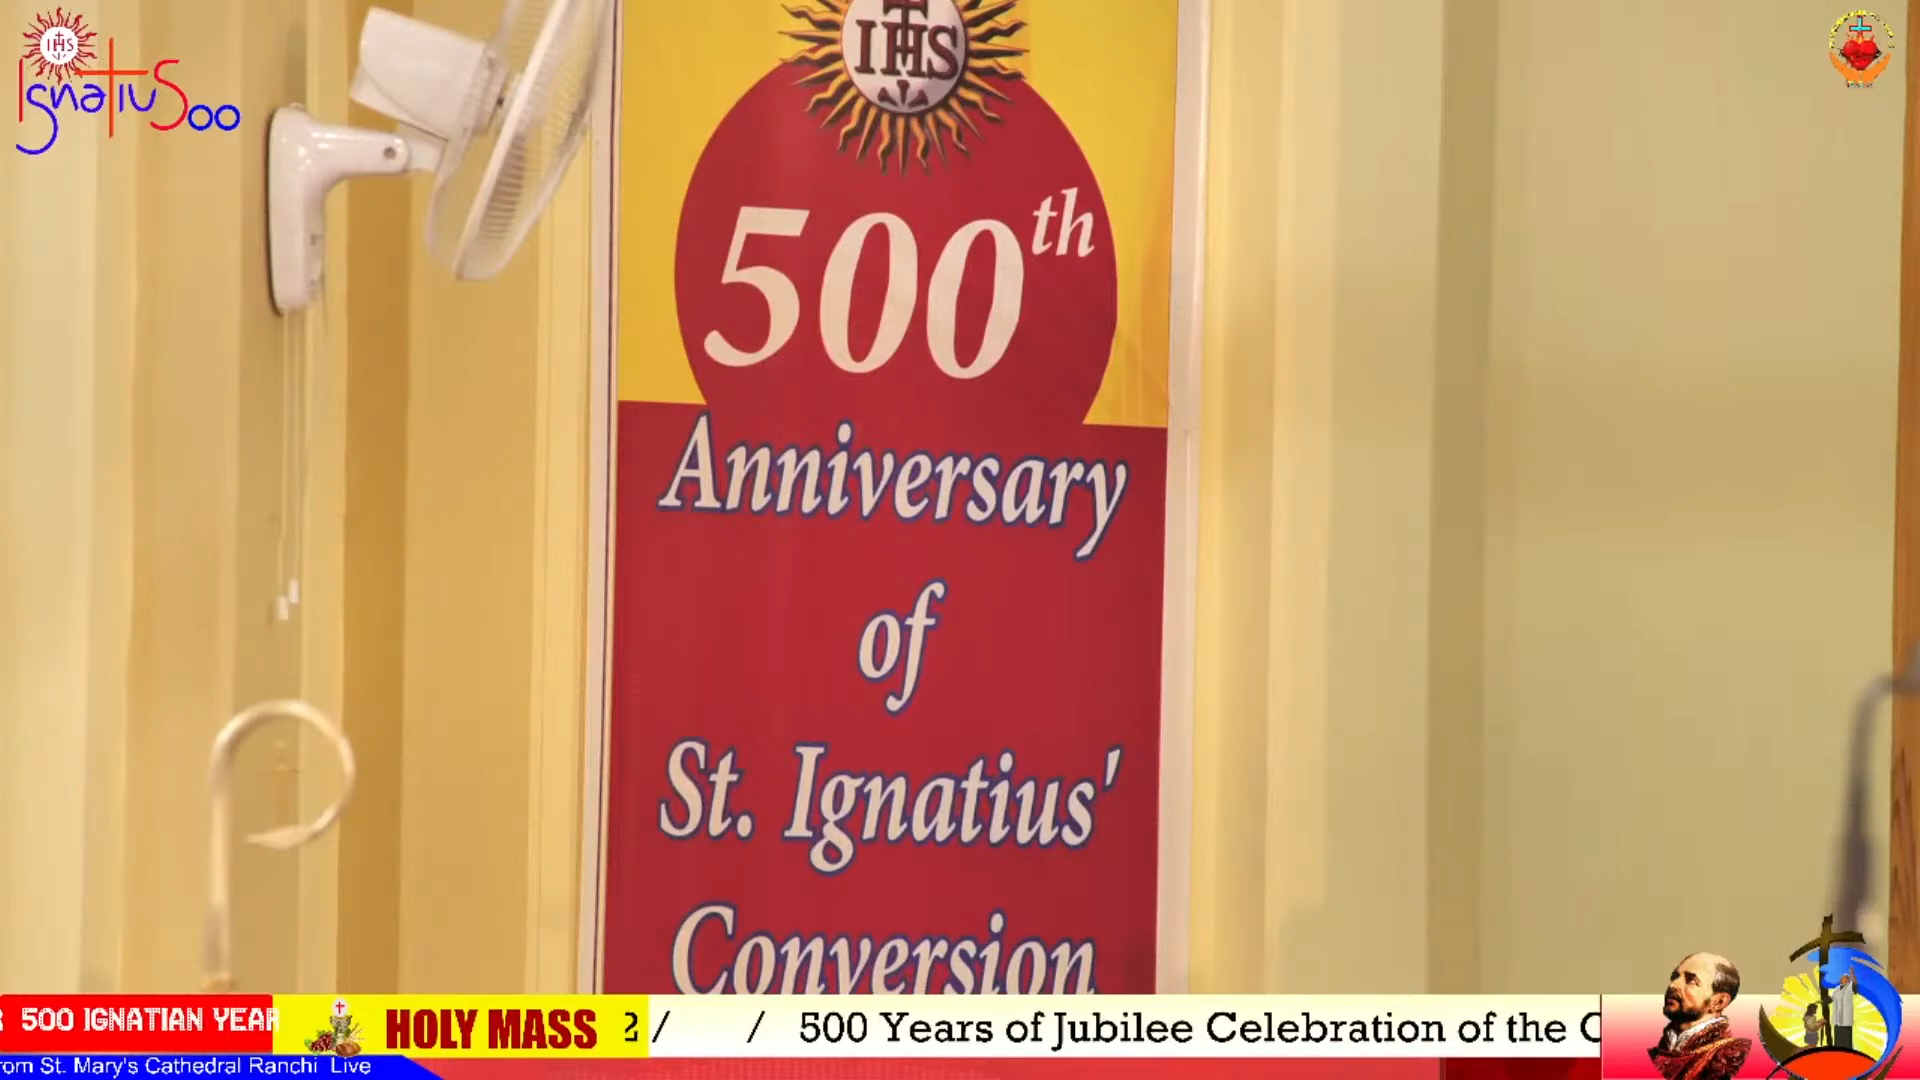 IHS
IgnatiuS00
IHS
500th
Anniversary
of
St. Ignatius'
Conversion
500 IGNATIAN YEAR
HOLY MASS
2 / / 500 Years of Jubilee Celebration of the C
St. Mary's Cathedral Ranchi Live